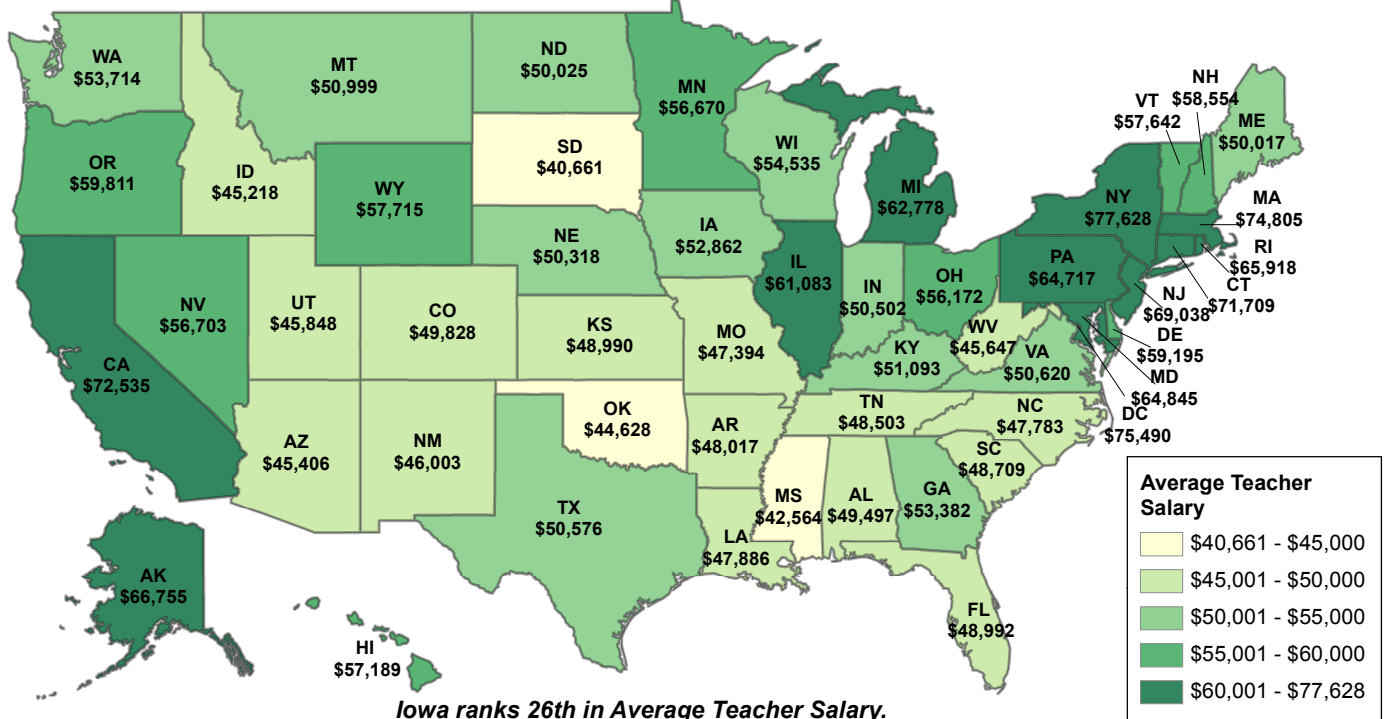 WA
$53,714
MT
$50,999
ND
$50,025
MN
$56,670
NH
$58,554
VT
$57,642
ME
$50,017
OR
$59,811
ID
$45,218
WY
$57,715
SD
$40,661
WI
$54,535
MI
$62,778
NY
$77,628
MA
$74,805
RI
$65,918
CT
$71,709
NE
$50,318
IA
$52,862
IL
$61,083
IN
$50,502
OH
$56,172
PA
$64,717
NJ
$69,038
DE
$59,195
MD
$64,845
DC
$75,490
CA
$72,535
NV
$56,703
UT
$45,848
CO
$49,828
KS
$48,990
MO
$47,394
KY
$51,093
WV
$45,647
VA
$50,620
AZ
$45,406
NM
$46,003
OK
$44,628
AR
$48,017
TN
$48,503
NC
$47,783
SC
$48,709
TX
$50,576
LA
$47,886
MS
$42,564
AL
$49,497
GA
$53,382
FL
$48,992
AK
$66,755
HI
$57,189
Iowa ranks 26th in Average Teacher Salary.
Average Teacher
Salary
$40,661 - $45,000
$45,001 - $50,000
$50,001 - $55,000
$55,001 - $60,000
$60,001 - $77,628